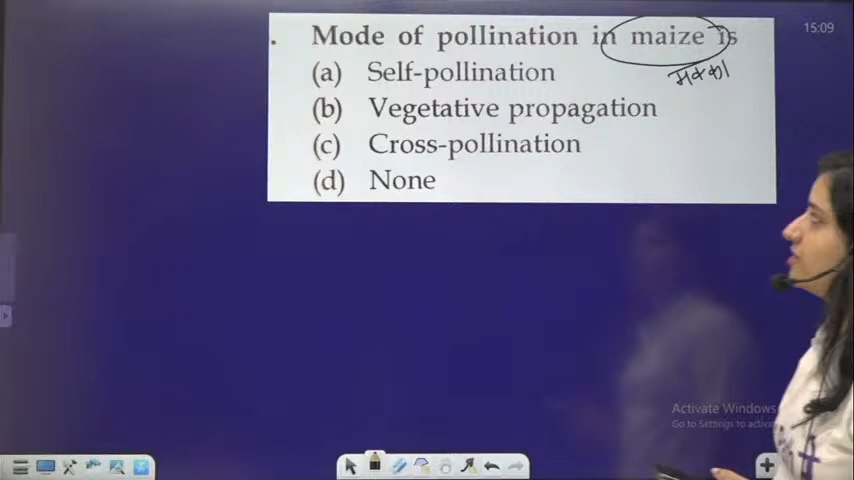 15:09
. Mode of pollination in maize is
मक्का
(a) Self-pollination
(b) Vegetative propagation
(c) Cross-pollination
(d) None
Activate Windows
Go to Settings to activa